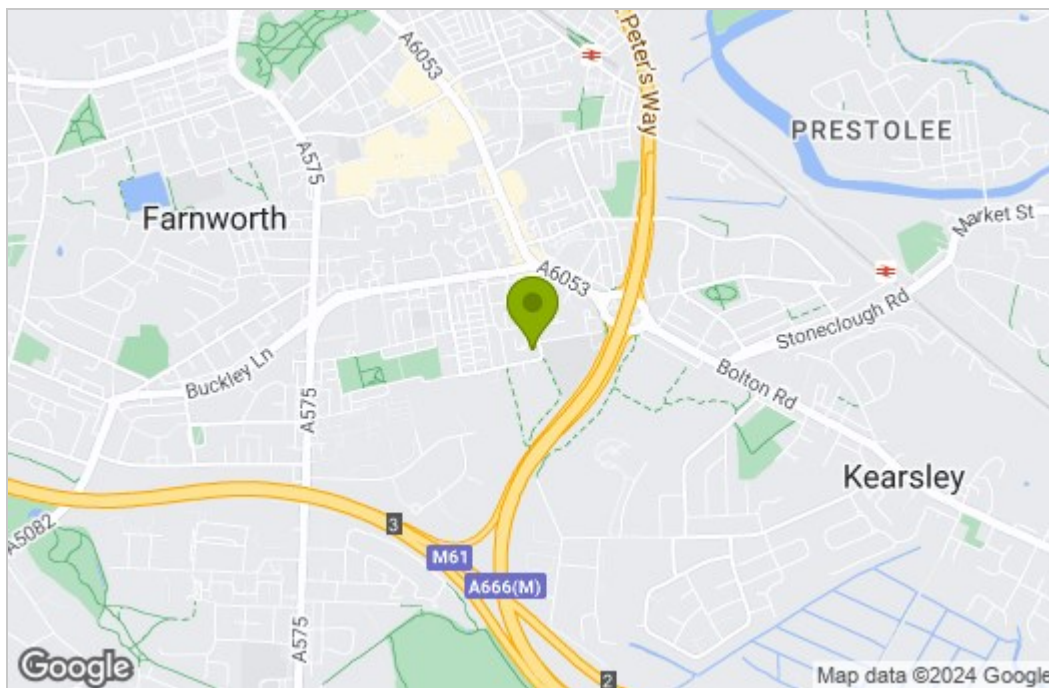 A6053
Peter's Way
PRESTOLEE
A575
Farnworth
Market St
A6053
Stoneclough Rd
Buckley Ln
Bolton Rd
A575
Kearsley
A5082
3
M61
A666(M)
A575
2
Google
Map data ©2024 Google